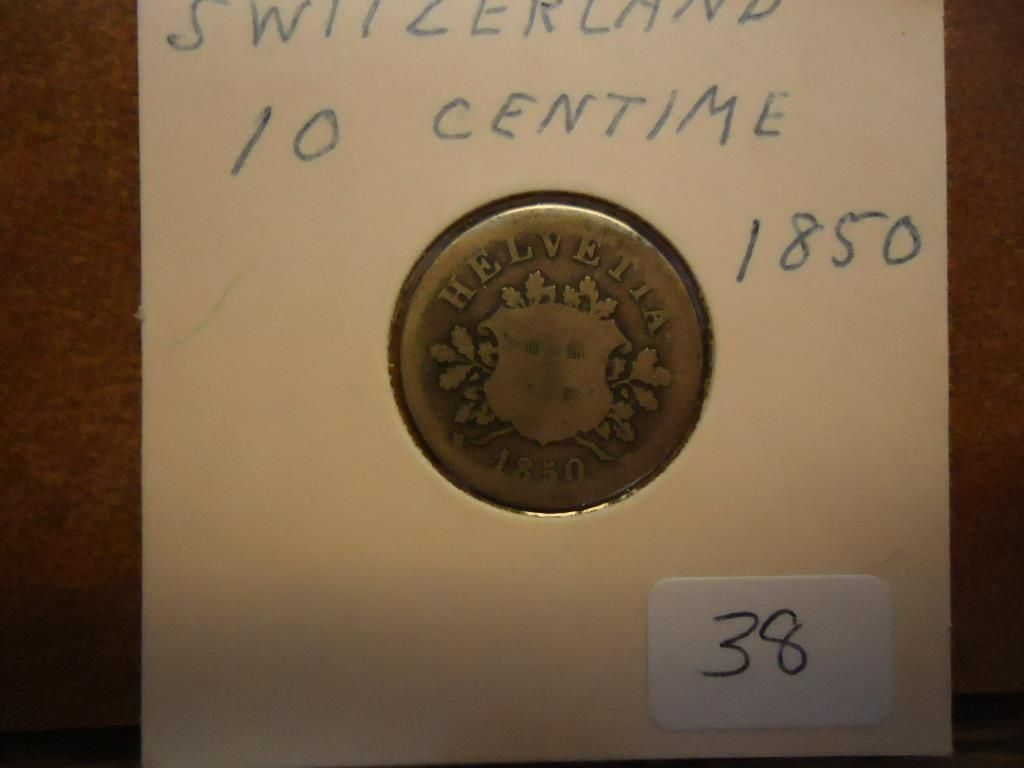 SWITZERLAND
10 CENTIME
1850
HELVETIA
1850
38